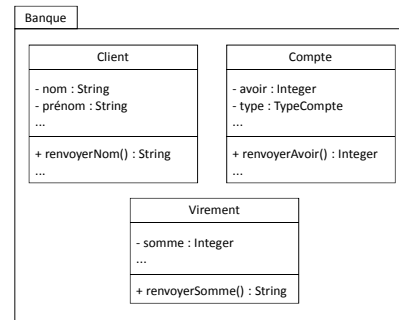 Banque
Client
- nom : String
- prénom : String
...
+ renvoyerNom() : String
...
Compte
- avoir : Integer
- type : TypeCompte
...
+ renvoyerAvoir() : Integer
...
Virement
- somme : Integer
...
+ renvoyerSomme() : String